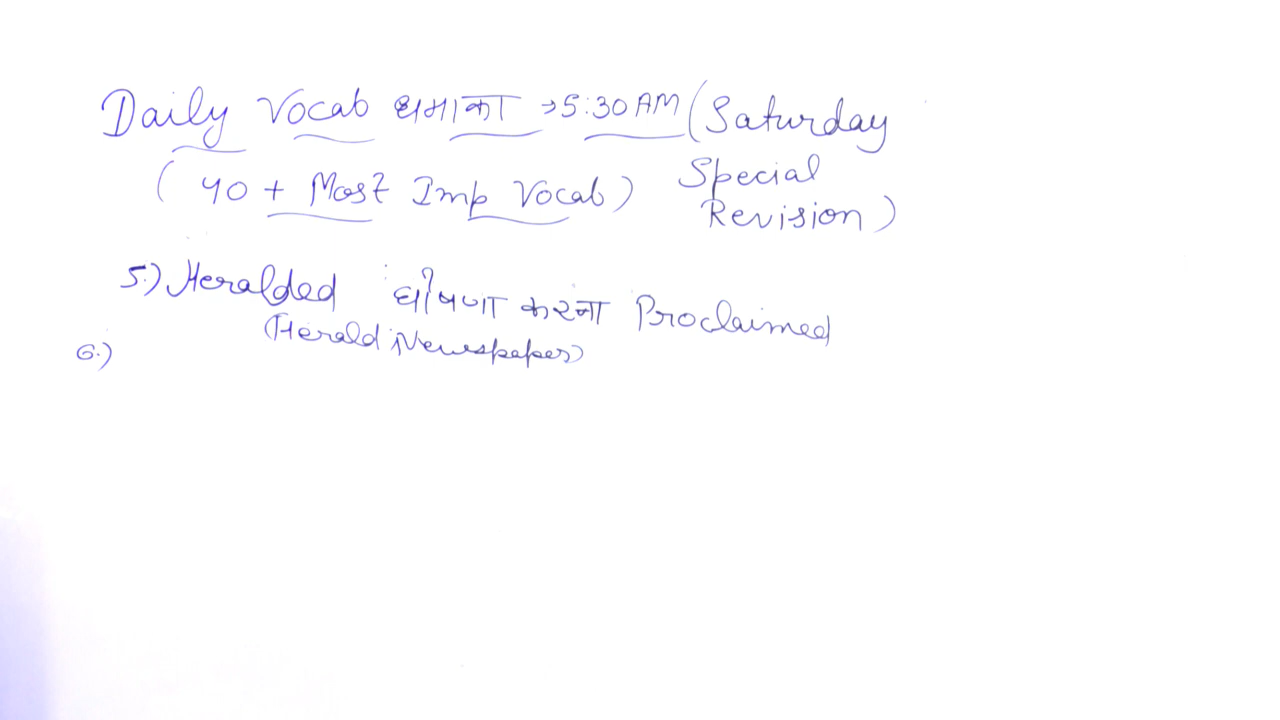 Daily Vocab धमाका →5:30 AM (Saturday
(40 + Most Imp Vocab) Special
Revision)
5.) Heralded घोषणा करना Proclaimed
(Herald Newspaper)
6.)